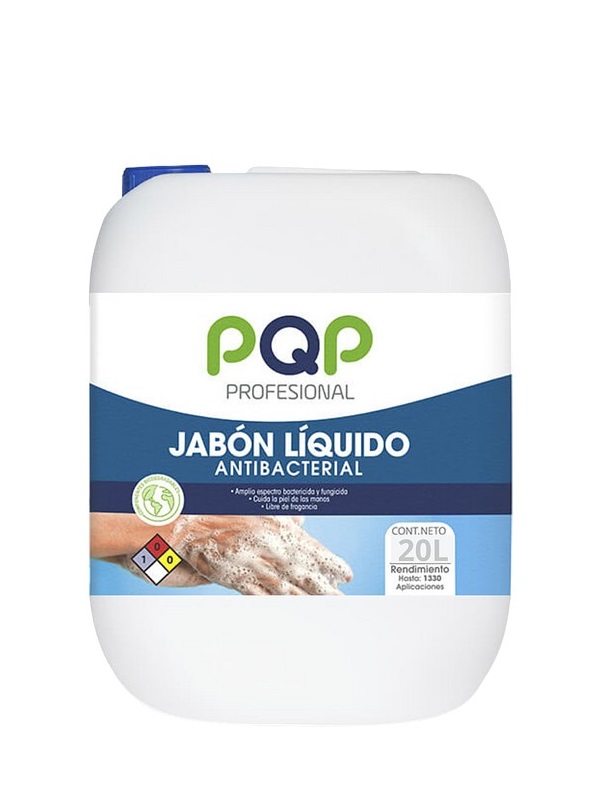 PQP
PROFESIONAL
JABÓN LÍQUIDO
ANTIBACTERIAL
• Amplio espectro bactericida y fungicida
• Cuida la piel de las manos
• Libre de fragancia
0
1
0
CONT.NETO
20L
Rendimiento
Hasta: 1330
Aplicaciones